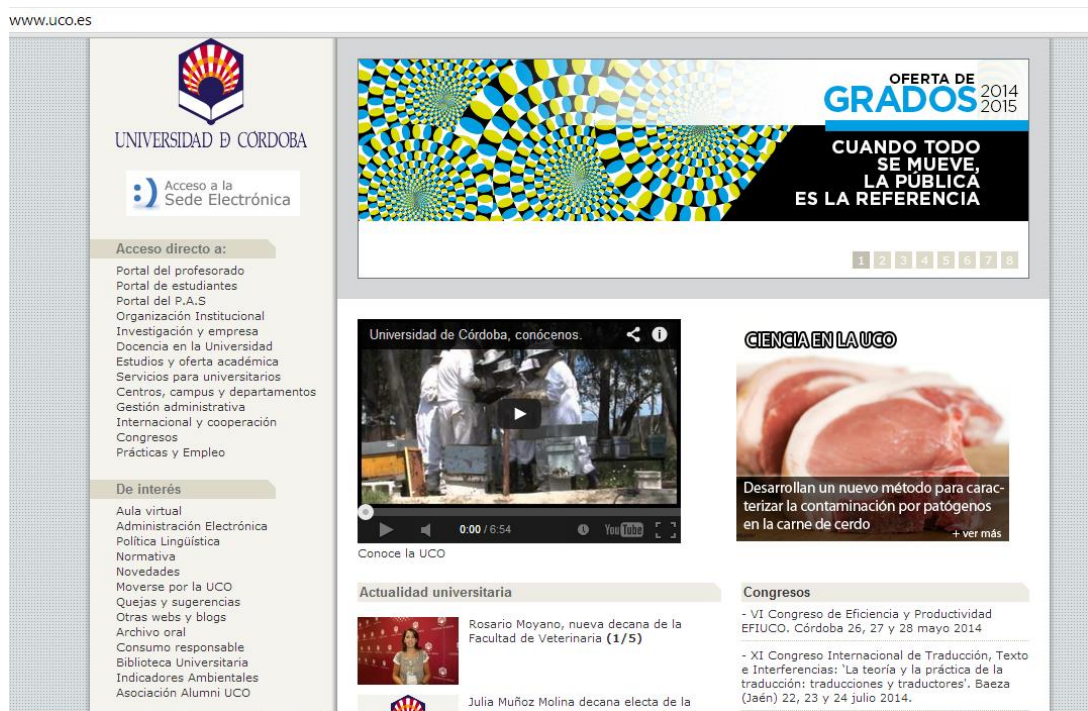 www.uco.es
UNIVERSIDAD Ð CÓRDOBA
:) Acceso a la
Sede Electrónica
Acceso directo a:
Portal del profesorado
Portal de estudiantes
Portal del P.A.S
Organización Institucional
Investigación y empresa
Docencia en la Universidad
Estudios y oferta académica
Servicios para universitarios
Centros, campus y departamentos
Gestión administrativa
Internacional y cooperación
Congresos
Prácticas y Empleo
De interés
Aula virtual
Administración Electrónica
Política Lingüística
Normativa
Novedades
Moverse por la UCO
Quejas y sugerencias
Otras webs y blogs
Archivo oral
Consumo responsable
Biblioteca Universitaria
Indicadores Ambientales
Asociación Alumni UCO
OFERTA DE
GRADOS 2014
2015
CUANDO TODO
SE MUEVE,
LA PÚBLICA
ES LA REFERENCIA
1 2 3 4 5 6 7 8
Universidad de Córdoba, conócenos.
0:00 / 6:54 YouTube
Conoce la UCO
CIENCIA EN LA UCO
Desarrollan un nuevo método para carac-
terizar la contaminación por patógenos
en la carne de cerdo
+ ver más
Actualidad universitaria
Rosario Moyano, nueva decana de la
Facultad de Veterinaria (1/5)
Julia Muñoz Molina decana electa de la
Congresos
- VI Congreso de Eficiencia y Productividad
EFIUCO. Córdoba 26, 27 y 28 mayo 2014
- XI Congreso Internacional de Traducción, Texto
e Interferencias: 'La teoría y la práctica de la
traducción: traducciones y traductores'. Baeza
(Jaén) 22, 23 y 24 julio 2014.